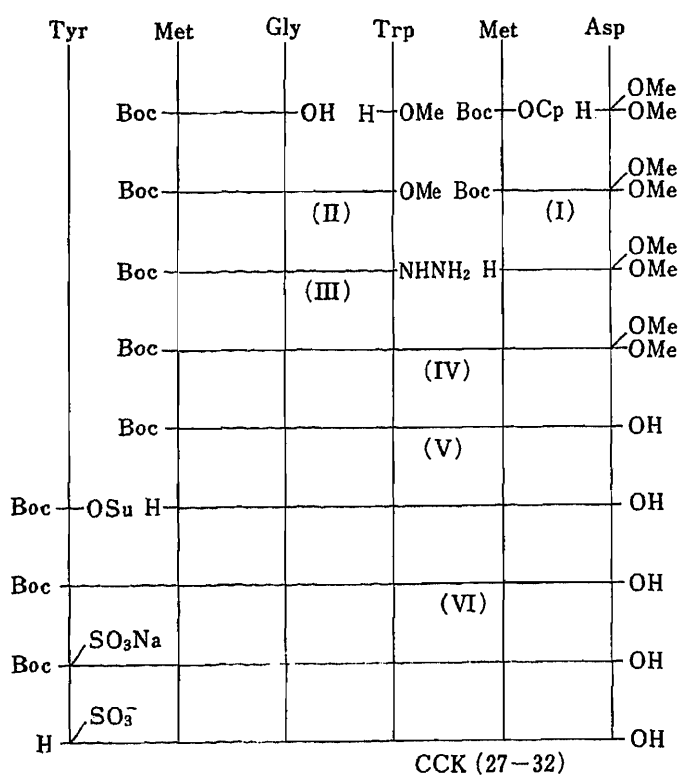 Tyr Met Gly Trp Met Asp
OMe
Boc OH H OMe Boc OCp H OMe
OMe
Boc OMe Boc OMe
(II) (I)
OMe
Boc NHNH₂ H OMe
(III)
OMe
Boc OMe
(IV)
Boc OH
(V)
Boc OSu H OH
Boc OH
(VI)
SO₃Na
Boc OH
SO₃⁻
H OH
CCK (27−32)